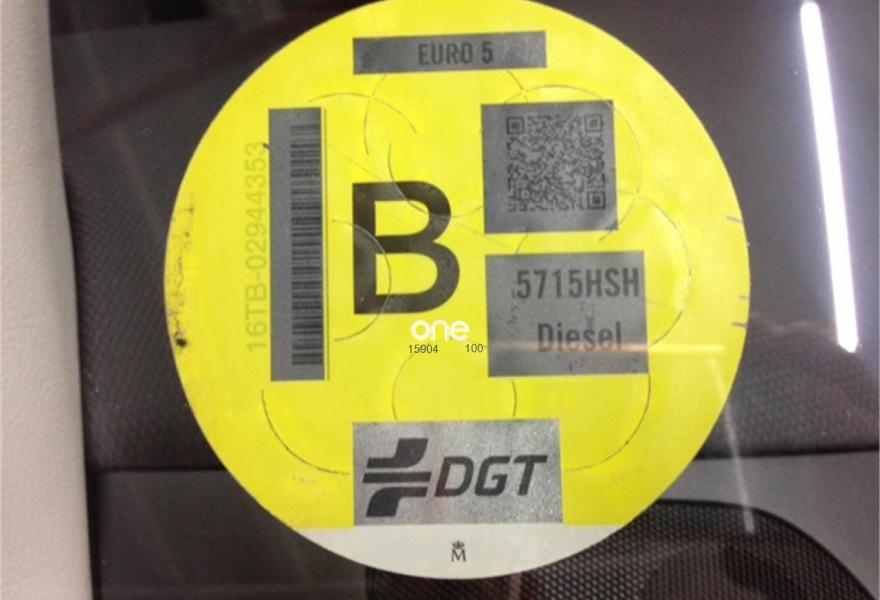 EURO 5
16TB-02944353
B
5715HSH
Diesel
one
15904 100
DGT
M